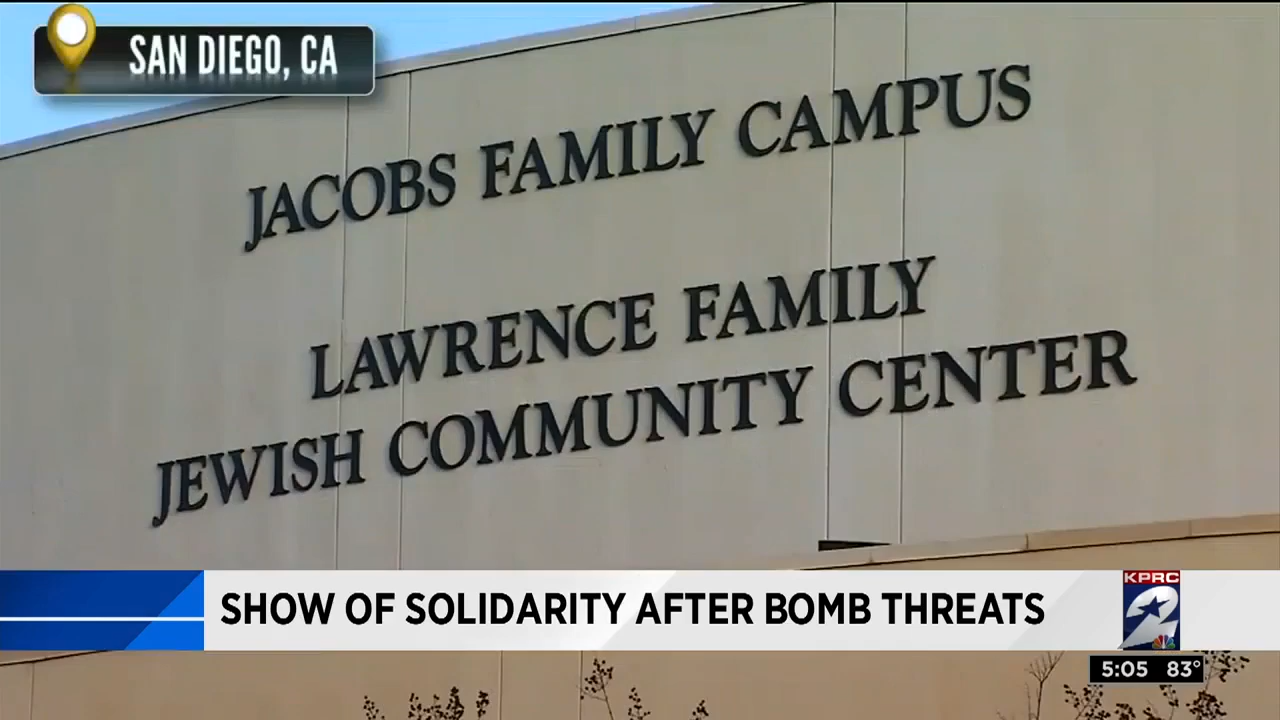 SAN DIEGO, CA
JACOBS FAMILY CAMPUS
LAWRENCE FAMILY
JEWISH COMMUNITY CENTER
SHOW OF SOLIDARITY AFTER BOMB THREATS
KPRC
2
5:05 83°